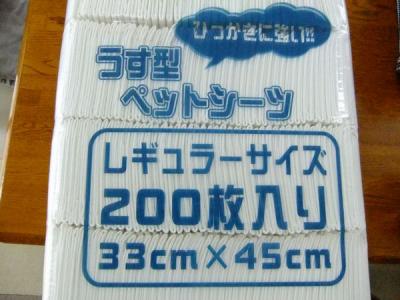 ひっかきに強い!!
うす型
ペットシーツ
レギュラーサイズ
200枚入り
33cm×45cm